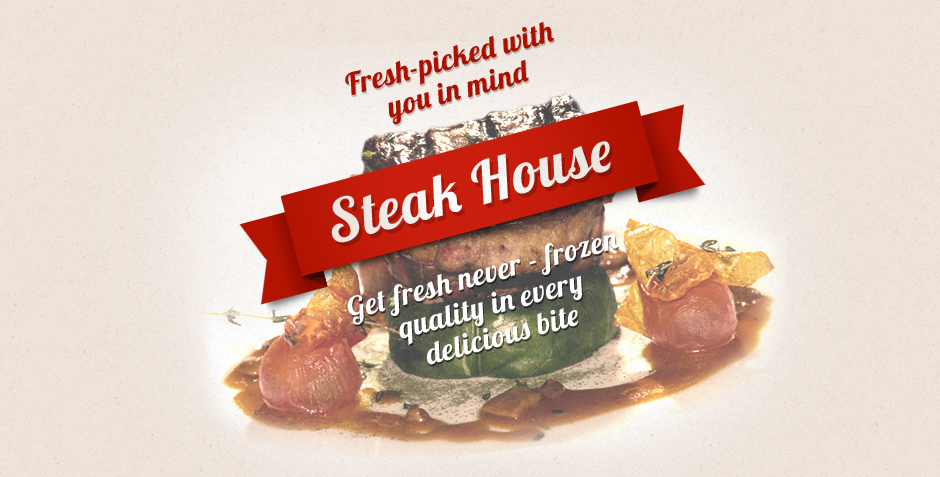 Fresh-picked with
you in mind
Steak House
Get fresh never - frozen
quality in every
delicious bite